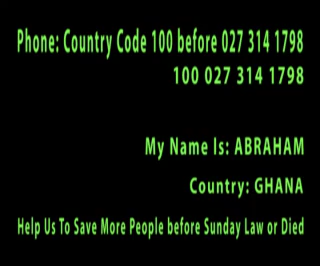 Phone: Country Code 100 before 027 314 1798
100 027 314 1798
My Name Is: ABRAHAM
Country: GHANA
Help Us To Save More People before Sunday Law or Died